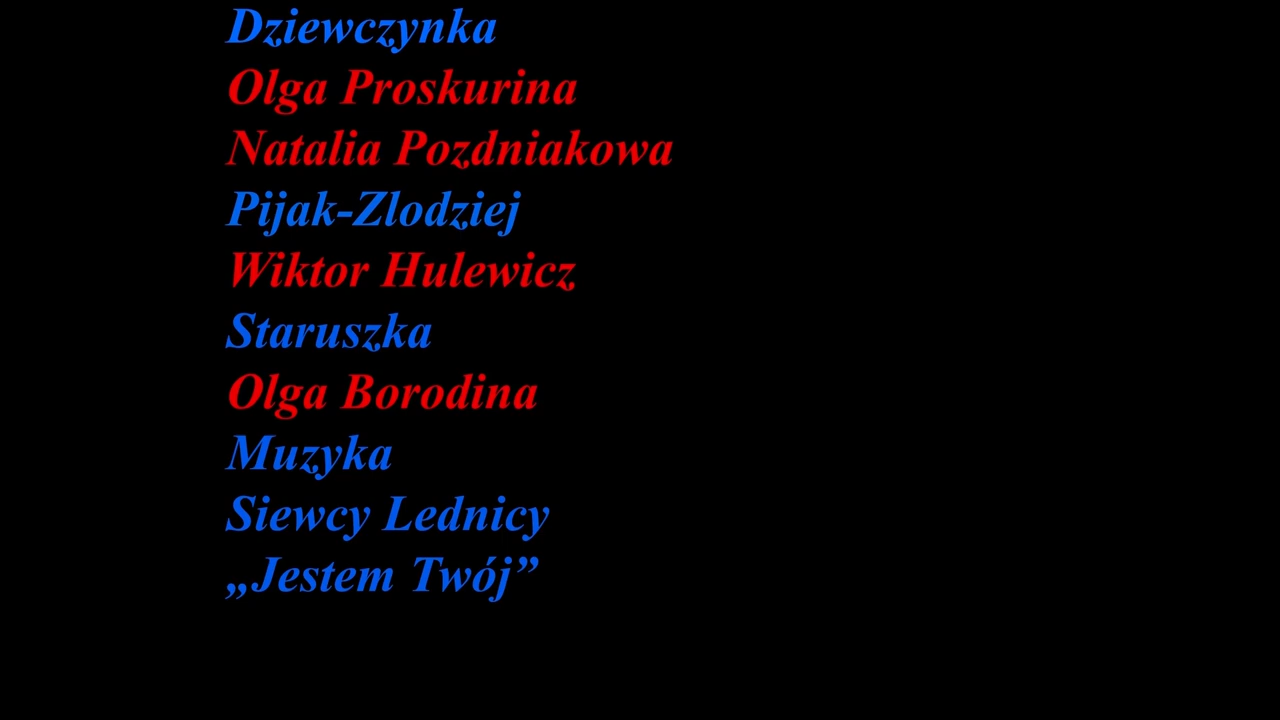 Dziewczynka
Olga Proskurina
Natalia Pozdniakowa
Pijak-Zlodziej
Wiktor Hulewicz
Staruszka
Olga Borodina
Muzyka
Siewcy Lednicy
„Jestem Twój”